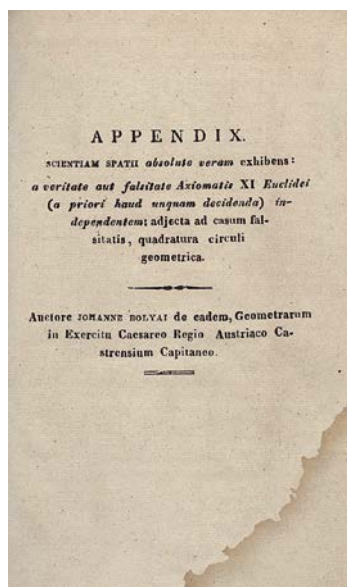 APPENDIX.
SCIENTIAM SPATII absolute veram exhibens:
a veritate aut falsitate Axiomatis XI Euclidei
(a priori haud unquam decidenda) in-
dependentem; adjecta ad casum fal-
sitatis, quadratura circuli
geometrica.
Auctore JOHANNE BOLYAI de eadem, Geometrarum
in Exercitu Caesareo Regio Austriaco Ca-
strensium Capitaneo.